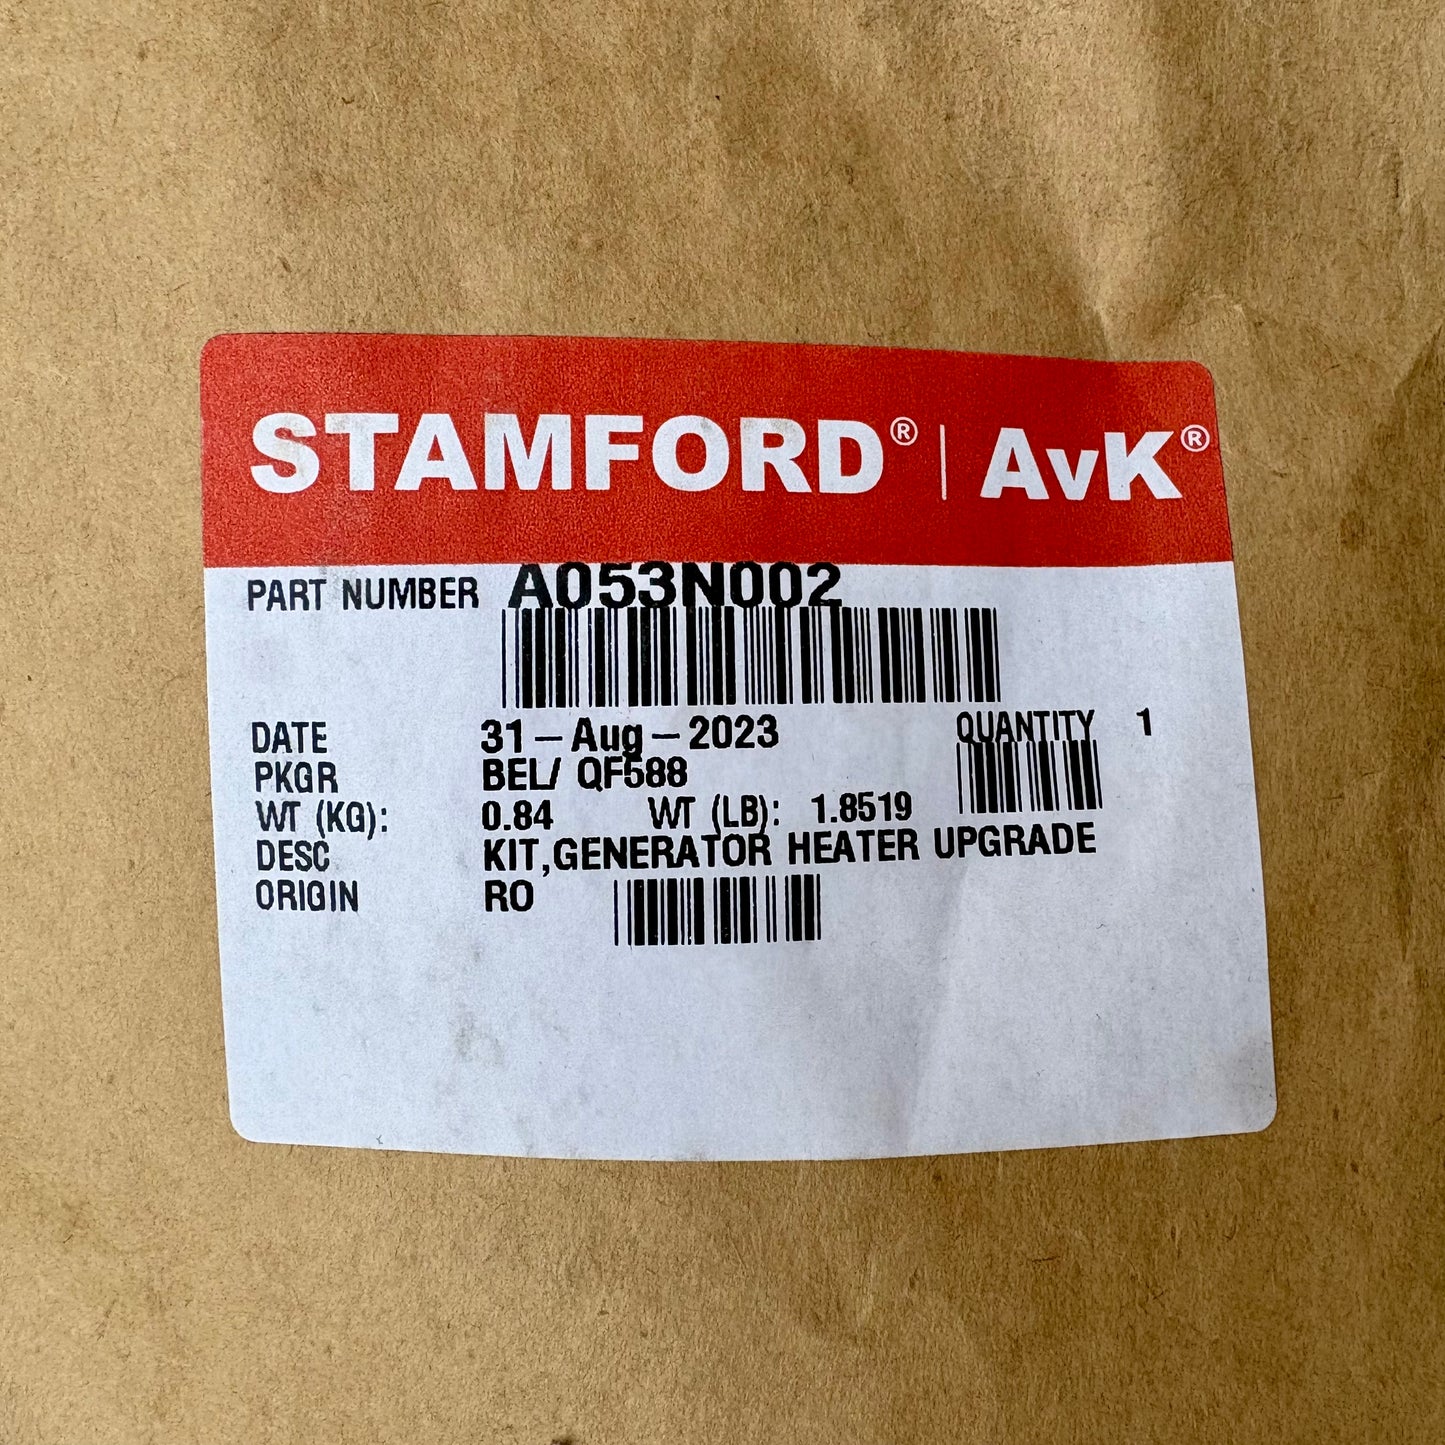 STAMFORD® | AvK®
PART NUMBER A053N002
DATE 31-Aug-2023 QUANTITY 1
PKGR BEL/ QF588
WT (KG): 0.84 WT (LB): 1.8519
DESC KIT,GENERATOR HEATER UPGRADE
ORIGIN RO